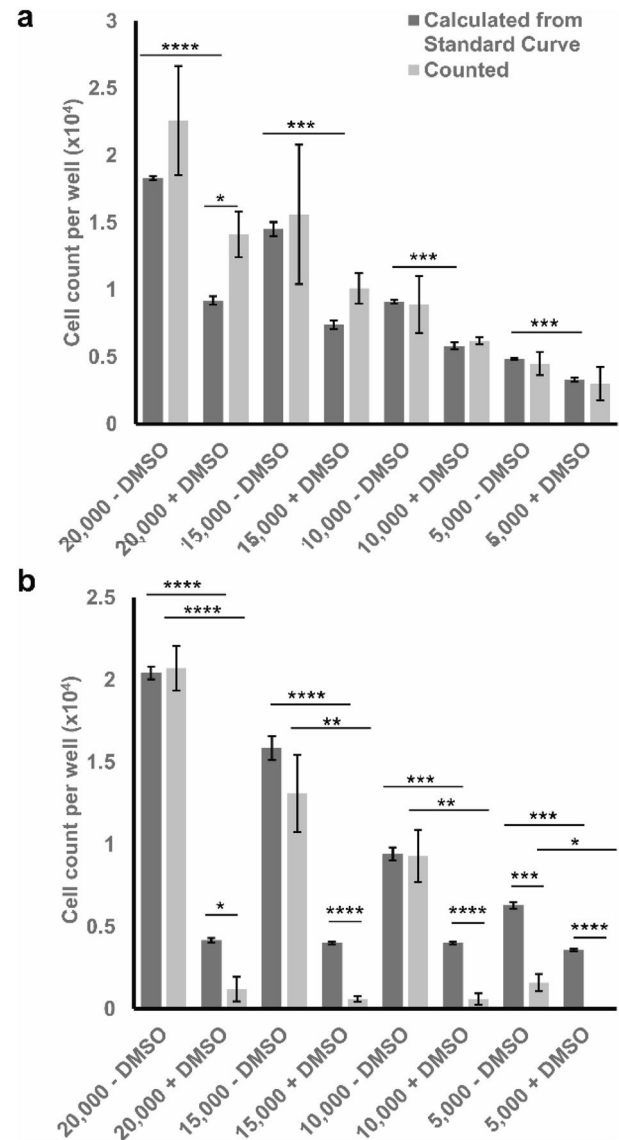 a
Calculated from
Standard Curve
Counted
Cell count per well (x10⁴)
3
2.5
2
1.5
1
0.5
0
****
*
***
***
***
20,000 - DMSO
20,000 + DMSO
15,000 - DMSO
15,000 + DMSO
10,000 - DMSO
10,000 + DMSO
5,000 - DMSO
5,000 + DMSO
b
Cell count per well (x10⁴)
2.5
2
1.5
1
0.5
0
****
****
*
****
**
****
***
**
****
***
*
***
****
20,000 - DMSO
20,000 + DMSO
15,000 - DMSO
15,000 + DMSO
10,000 - DMSO
10,000 + DMSO
5,000 - DMSO
5,000 + DMSO